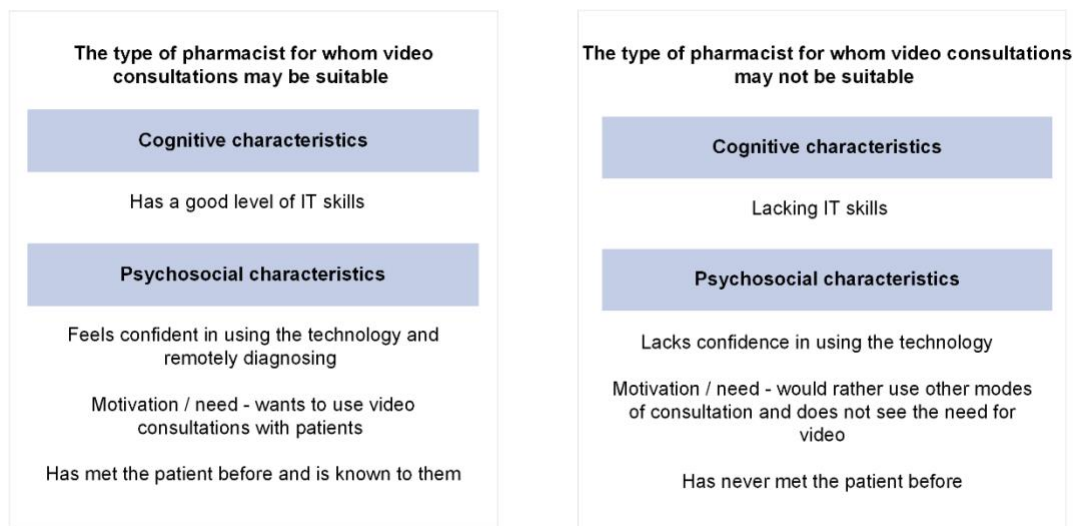 The type of pharmacist for whom video
consultations may be suitable
Cognitive characteristics
Has a good level of IT skills
Psychosocial characteristics
Feels confident in using the technology and
remotely diagnosing
Motivation / need - wants to use video
consultations with patients
Has met the patient before and is known to them
The type of pharmacist for whom video consultations
may not be suitable
Cognitive characteristics
Lacking IT skills
Psychosocial characteristics
Lacks confidence in using the technology
Motivation / need - would rather use other modes
of consultation and does not see the need for
video
Has never met the patient before